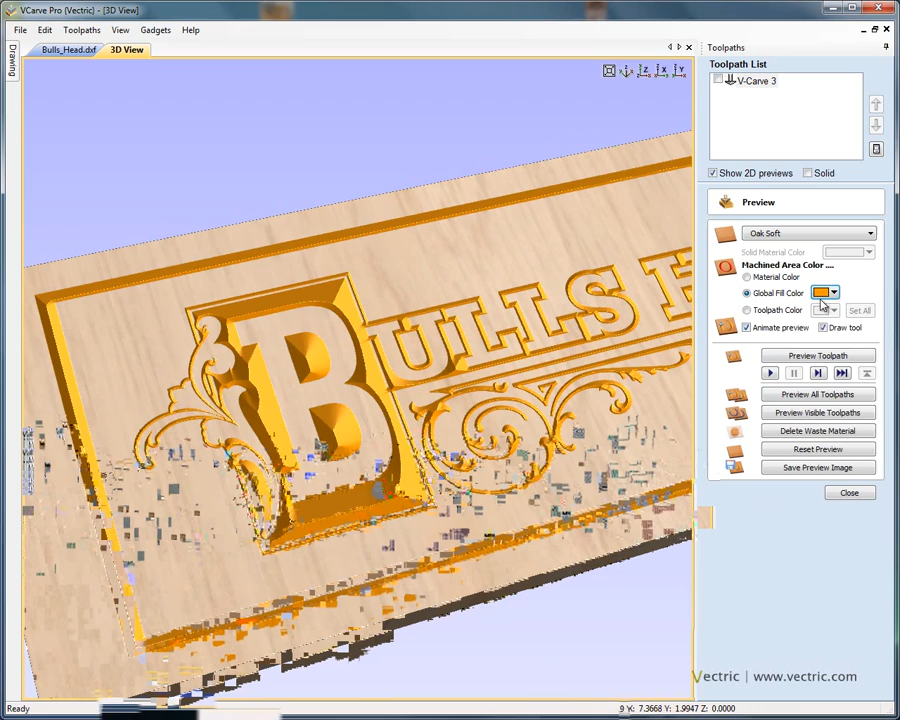 VCarve Pro (Vectric) - [3D View]
File Edit Toolpaths View Gadgets Help
Drawing
Bulls_Head.dxf 3D View
Toolpaths
Toolpath List
V-Carve 3
Show 2D previews Solid
Preview
Oak Soft
Solid Material Color
Machined Area Color ....
Material Color
Global Fill Color
Toolpath Color Set All
Animate preview Draw tool
Preview Toolpath
Preview All Toolpaths
Preview Visible Toolpaths
Delete Waste Material
Reset Preview
Save Preview Image
Close
BULLS
Vectric | www.vectric.com
Ready
9 Y: 7.3668 Y: 1.9947 Z: 0.0000